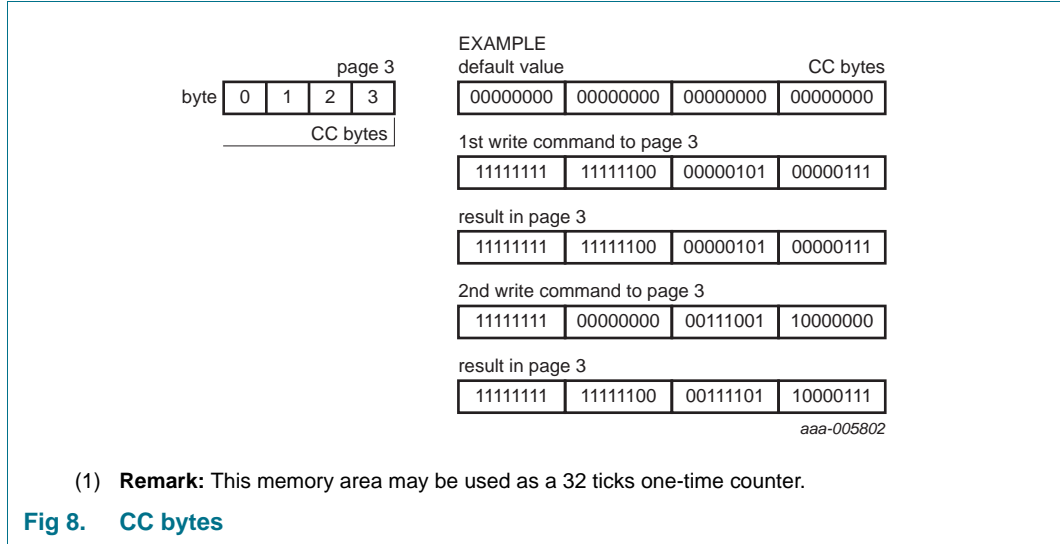 page 3
byte 0 1 2 3
CC bytes
EXAMPLE
default value CC bytes
00000000 00000000 00000000 00000000
1st write command to page 3
11111111 11111100 00000101 00000111
result in page 3
11111111 11111100 00000101 00000111
2nd write command to page 3
11111111 00000000 00111001 10000000
result in page 3
11111111 11111100 00111101 10000111
aaa-005802
(1) Remark: This memory area may be used as a 32 ticks one-time counter.
Fig 8. CC bytes